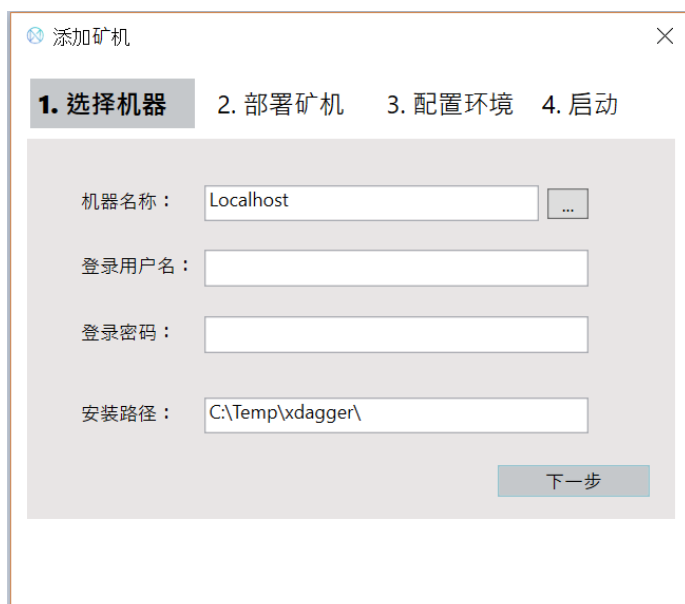 添加矿机
1. 选择机器 2. 部署矿机 3. 配置环境 4. 启动
机器名称： Localhost ...
登录用户名：
登录密码：
安装路径： C:\Temp\xdagger\
下一步